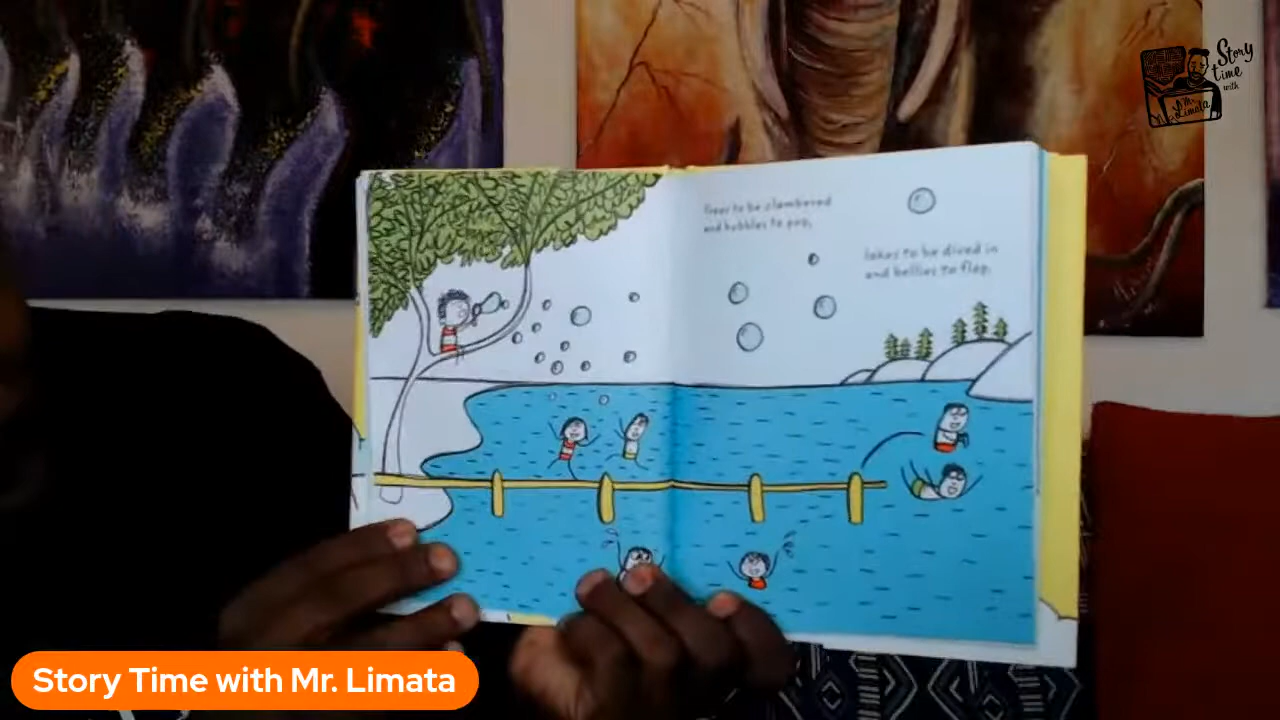 Trees to be clambered
and bubbles to pop,
lakes to be dived in
and bellies to flop.
Story
time
with
Mr.
Limata
Story Time with Mr. Limata